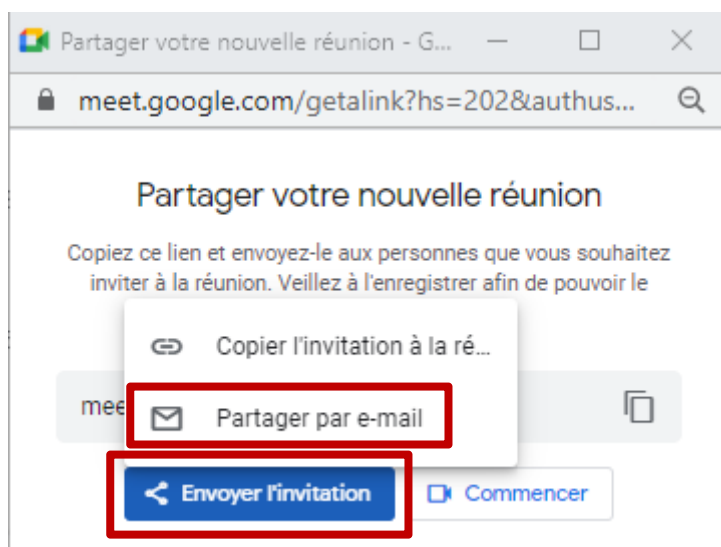 Partager votre nouvelle réunion - G...
meet.google.com/getalink?hs=202&authus...
Partager votre nouvelle réunion
Copiez ce lien et envoyez-le aux personnes que vous souhaitez
inviter à la réunion. Veillez à l'enregistrer afin de pouvoir le
Copier l'invitation à la ré...
mee
Partager par e-mail
Envoyer l'invitation
Commencer